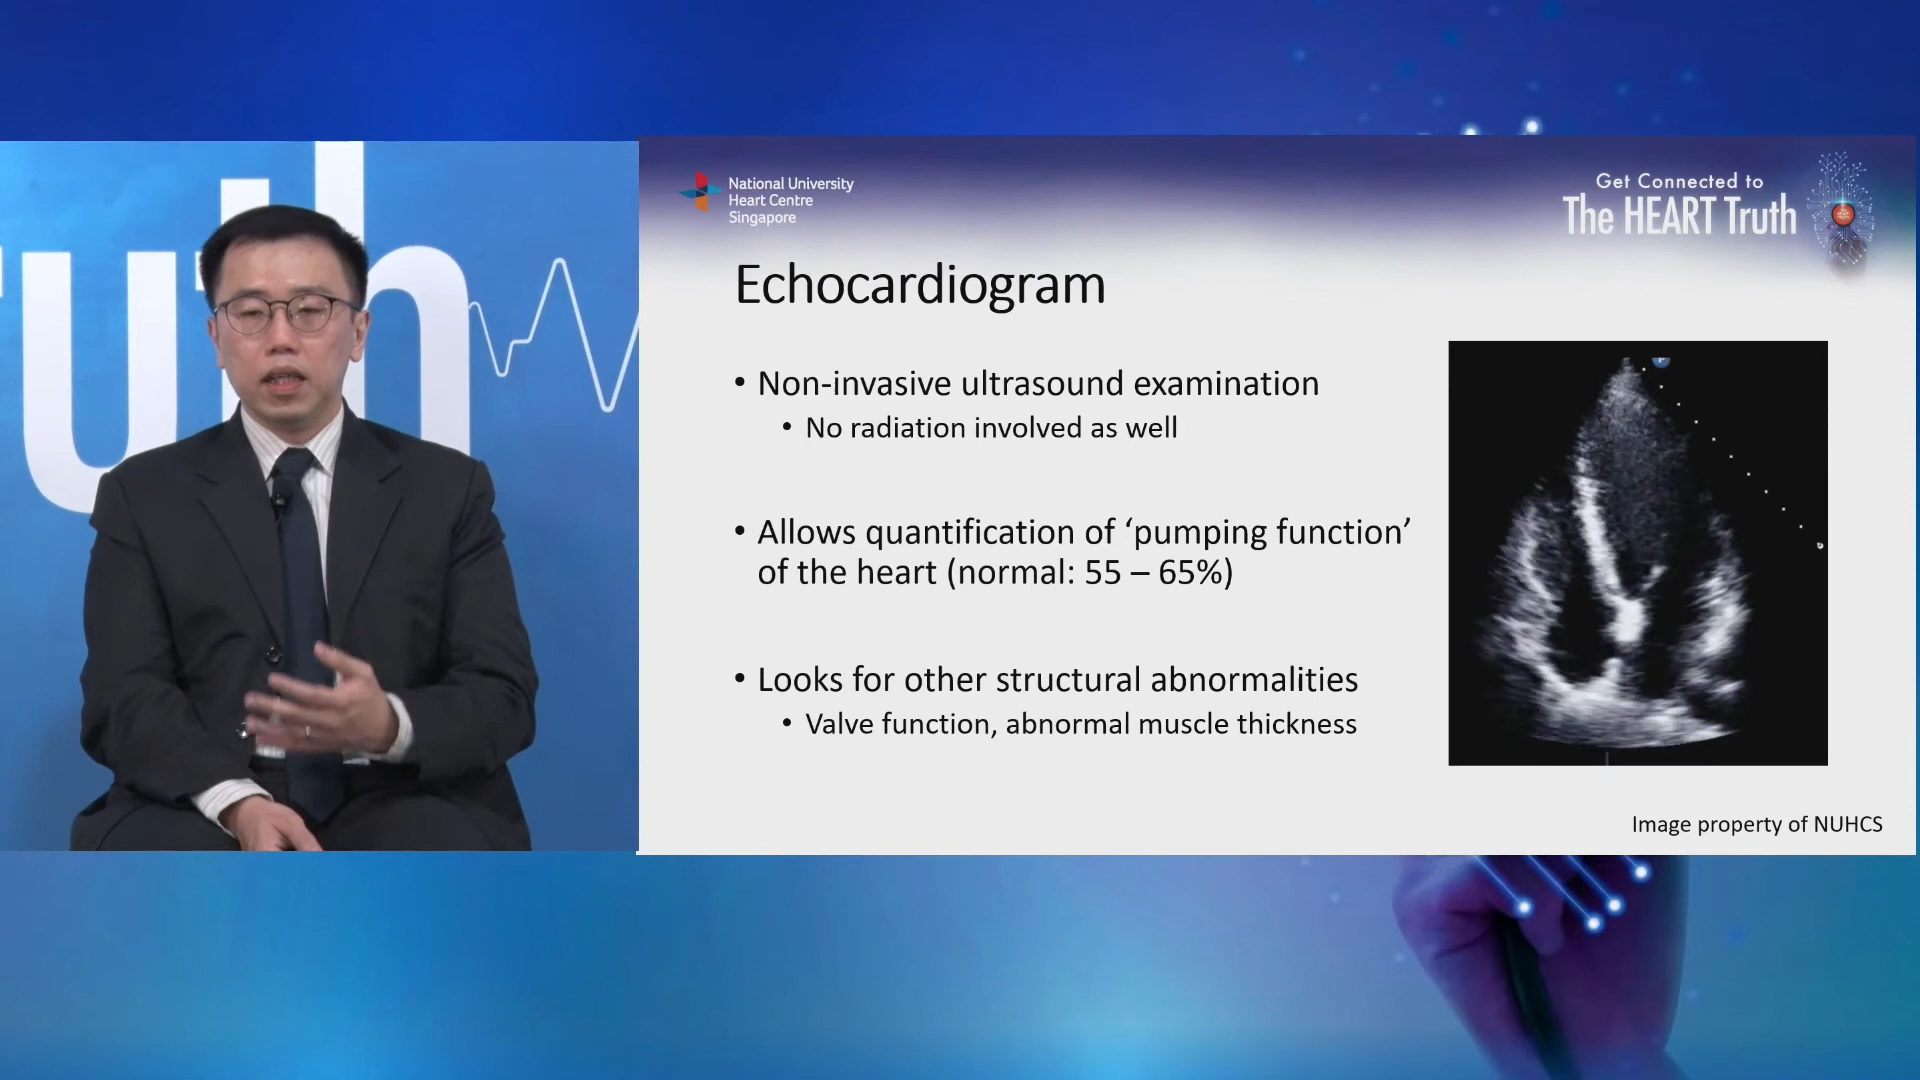 uth
National University
Heart Centre
Singapore
Get Connected to
The HEART Truth
Echocardiogram
• Non-invasive ultrasound examination
• No radiation involved as well
• Allows quantification of ‘pumping function’
of the heart (normal: 55 – 65%)
• Looks for other structural abnormalities
• Valve function, abnormal muscle thickness
Image property of NUHCS